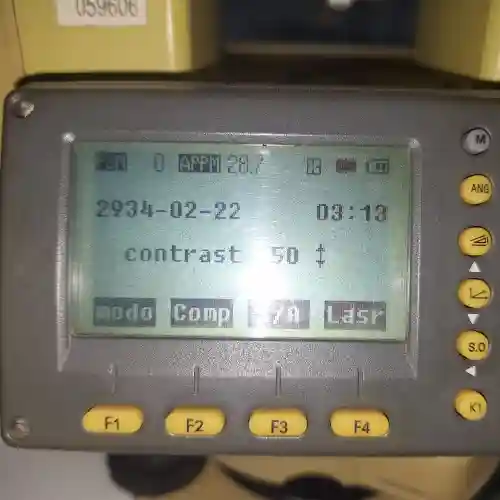 059606
0 APPM 28.7
2934-02-22 03:13
contrast 50
modo Comp /A Lasr
M
ANG
S.O
K1
F1 F2 F3 F4